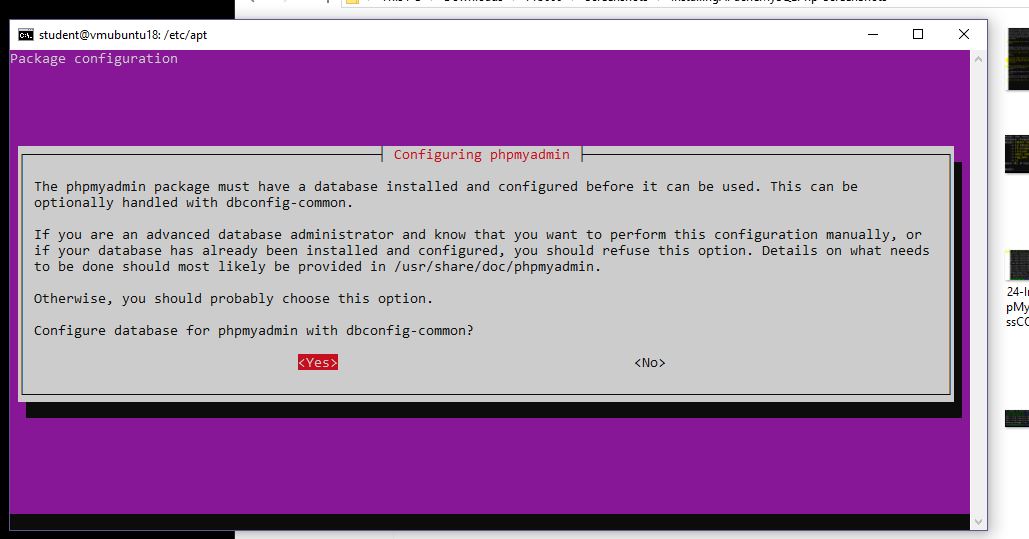 student@vmubuntu18: /etc/apt
Package configuration
Configuring phpmyadmin
The phpmyadmin package must have a database installed and configured before it can be used. This can be
optionally handled with dbconfig-common.
If you are an advanced database administrator and know that you want to perform this configuration manually, or
if your database has already been installed and configured, you should refuse this option. Details on what needs
to be done should most likely be provided in /usr/share/doc/phpmyadmin.
Otherwise, you should probably choose this option.
Configure database for phpmyadmin with dbconfig-common?
<Yes> <No>
24-I
pMy
ssCC